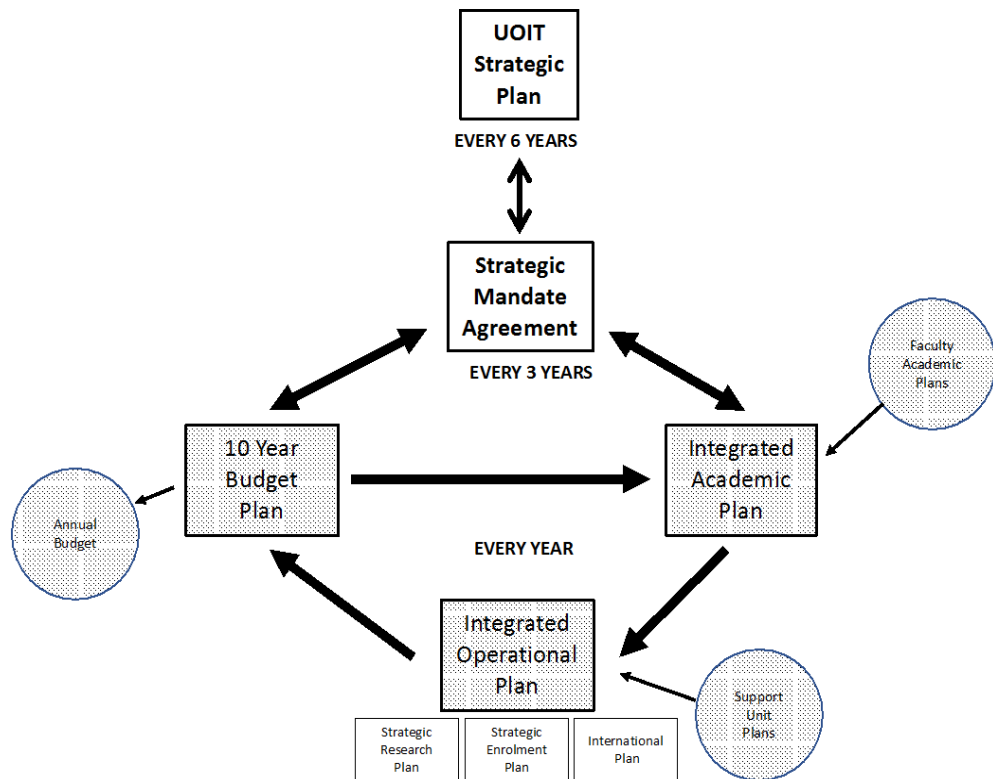 UOIT
Strategic
Plan
EVERY 6 YEARS
Strategic
Mandate
Agreement
EVERY 3 YEARS
Faculty
Academic
Plans
10 Year
Budget
Plan
Integrated
Academic
Plan
Annual
Budget
EVERY YEAR
Integrated
Operational
Plan
Support
Unit
Plans
Strategic
Research
Plan
Strategic
Enrolment
Plan
International
Plan